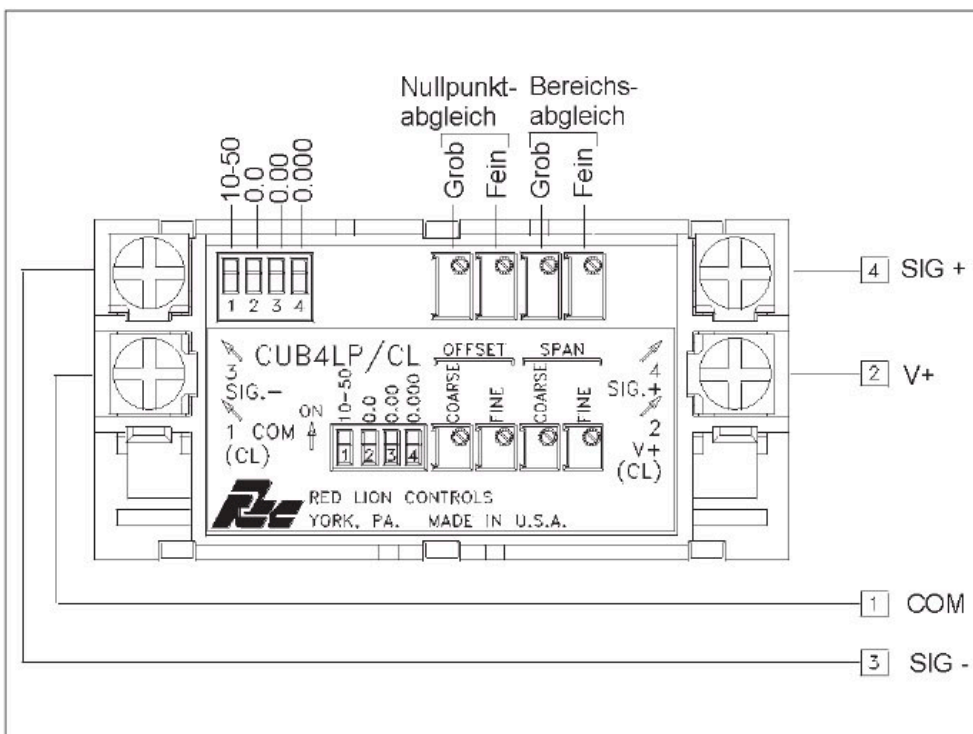 Nullpunkt-
abgleich
Bereichs-
abgleich
10-50
0.0
0.00
0.000
Grob
Fein
Grob
Fein
1 2 3 4
4 SIG +
2 V+
CUB4LP/CL
OFFSET
SPAN
3
SIG.-
1 COM
(CL)
ON
10-50
0.0
0.00
0.000
COARSE
FINE
COARSE
FINE
4
SIG.+
2
V+
(CL)
1 2 3 4
RLC
RED LION CONTROLS
YORK, PA. MADE IN U.S.A.
1 COM
3 SIG -